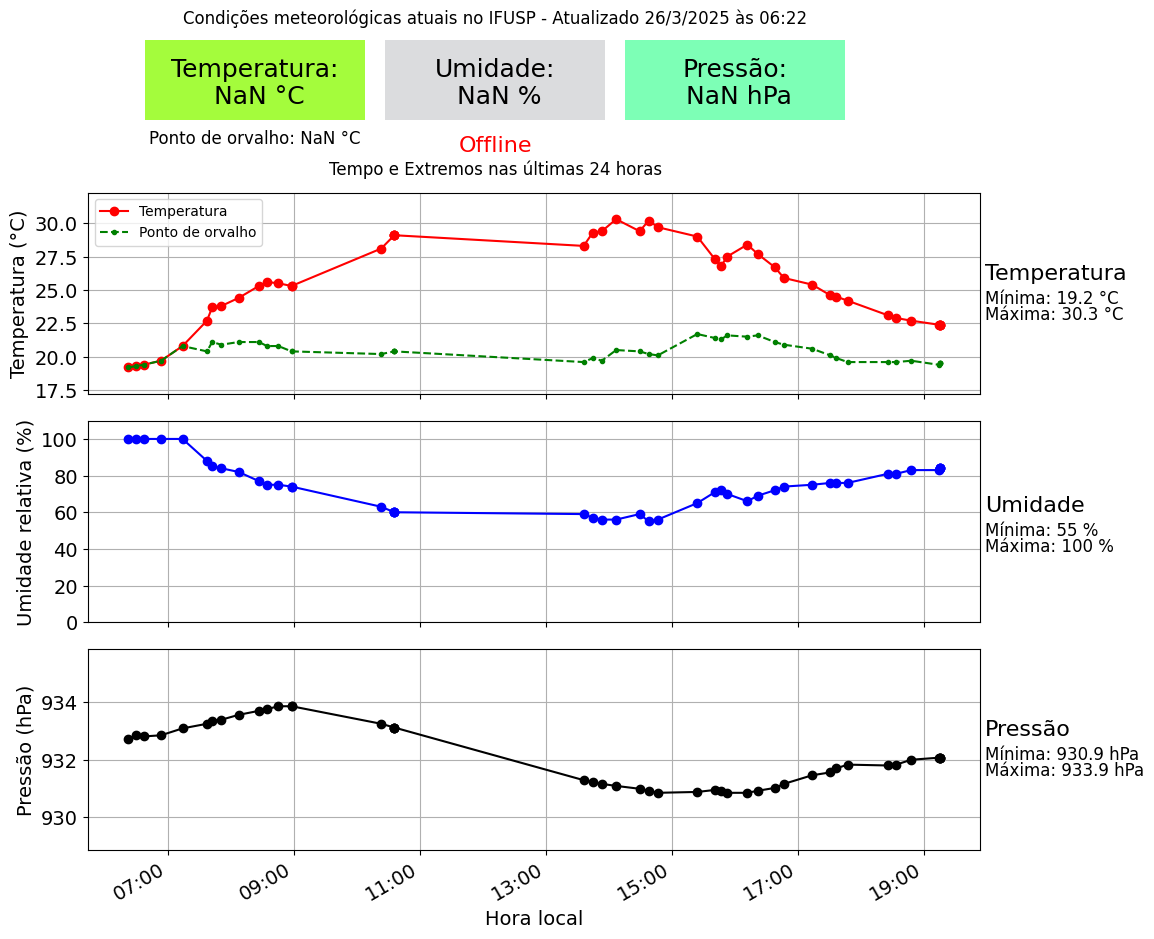 Condições meteorológicas atuais no IFUSP - Atualizado 26/3/2025 às 06:22
Temperatura:
NaN °C
Umidade:
NaN %
Pressão:
NaN hPa
Ponto de orvalho: NaN °C
Offline
Tempo e Extremos nas últimas 24 horas
Temperatura (°C)
30.0
27.5
25.0
22.5
20.0
17.5
Temperatura
Ponto de orvalho
Temperatura
Mínima: 19.2 °C
Máxima: 30.3 °C
Umidade relativa (%)
100
80
60
40
20
0
Umidade
Mínima: 55 %
Máxima: 100 %
Pressão (hPa)
934
932
930
Pressão
Mínima: 930.9 hPa
Máxima: 933.9 hPa
07:00
09:00
11:00
13:00
15:00
17:00
19:00
Hora local